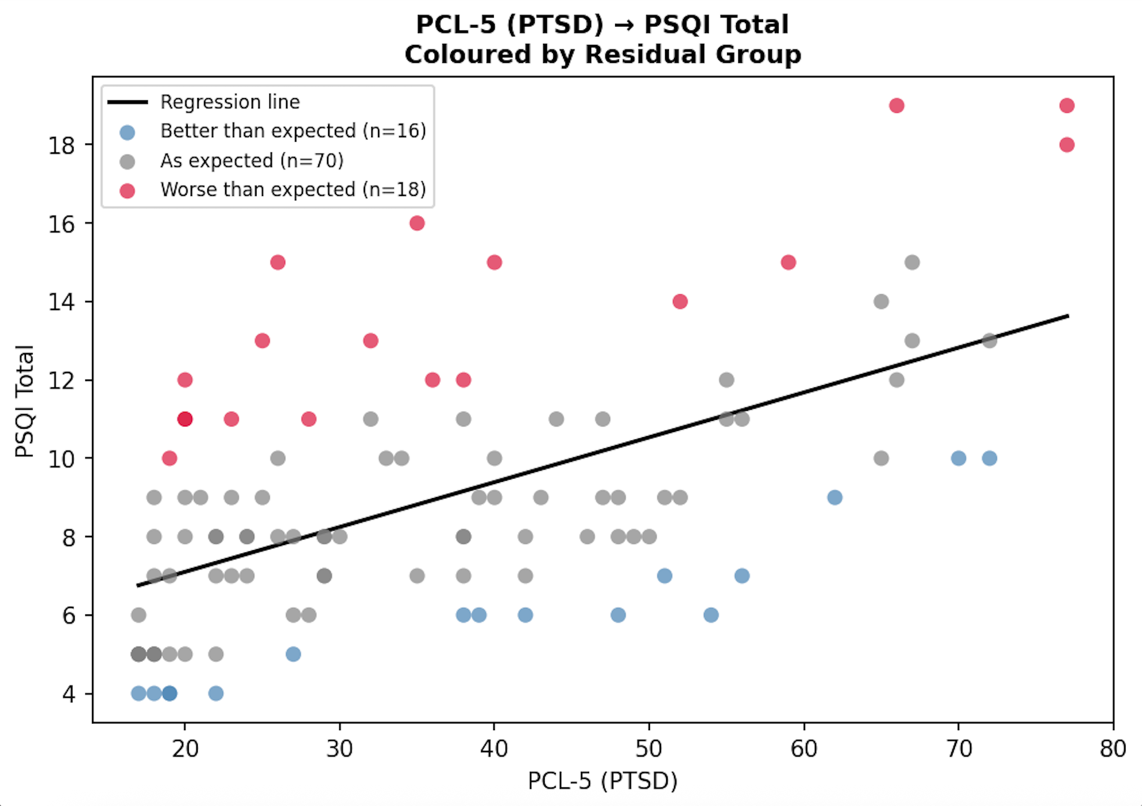 PCL-5 (PTSD) → PSQI Total
Coloured by Residual Group
Regression line
Better than expected (n=16)
As expected (n=70)
Worse than expected (n=18)
PSQI Total
18
16
14
12
10
8
6
4
20 30 40 50 60 70 80
PCL-5 (PTSD)